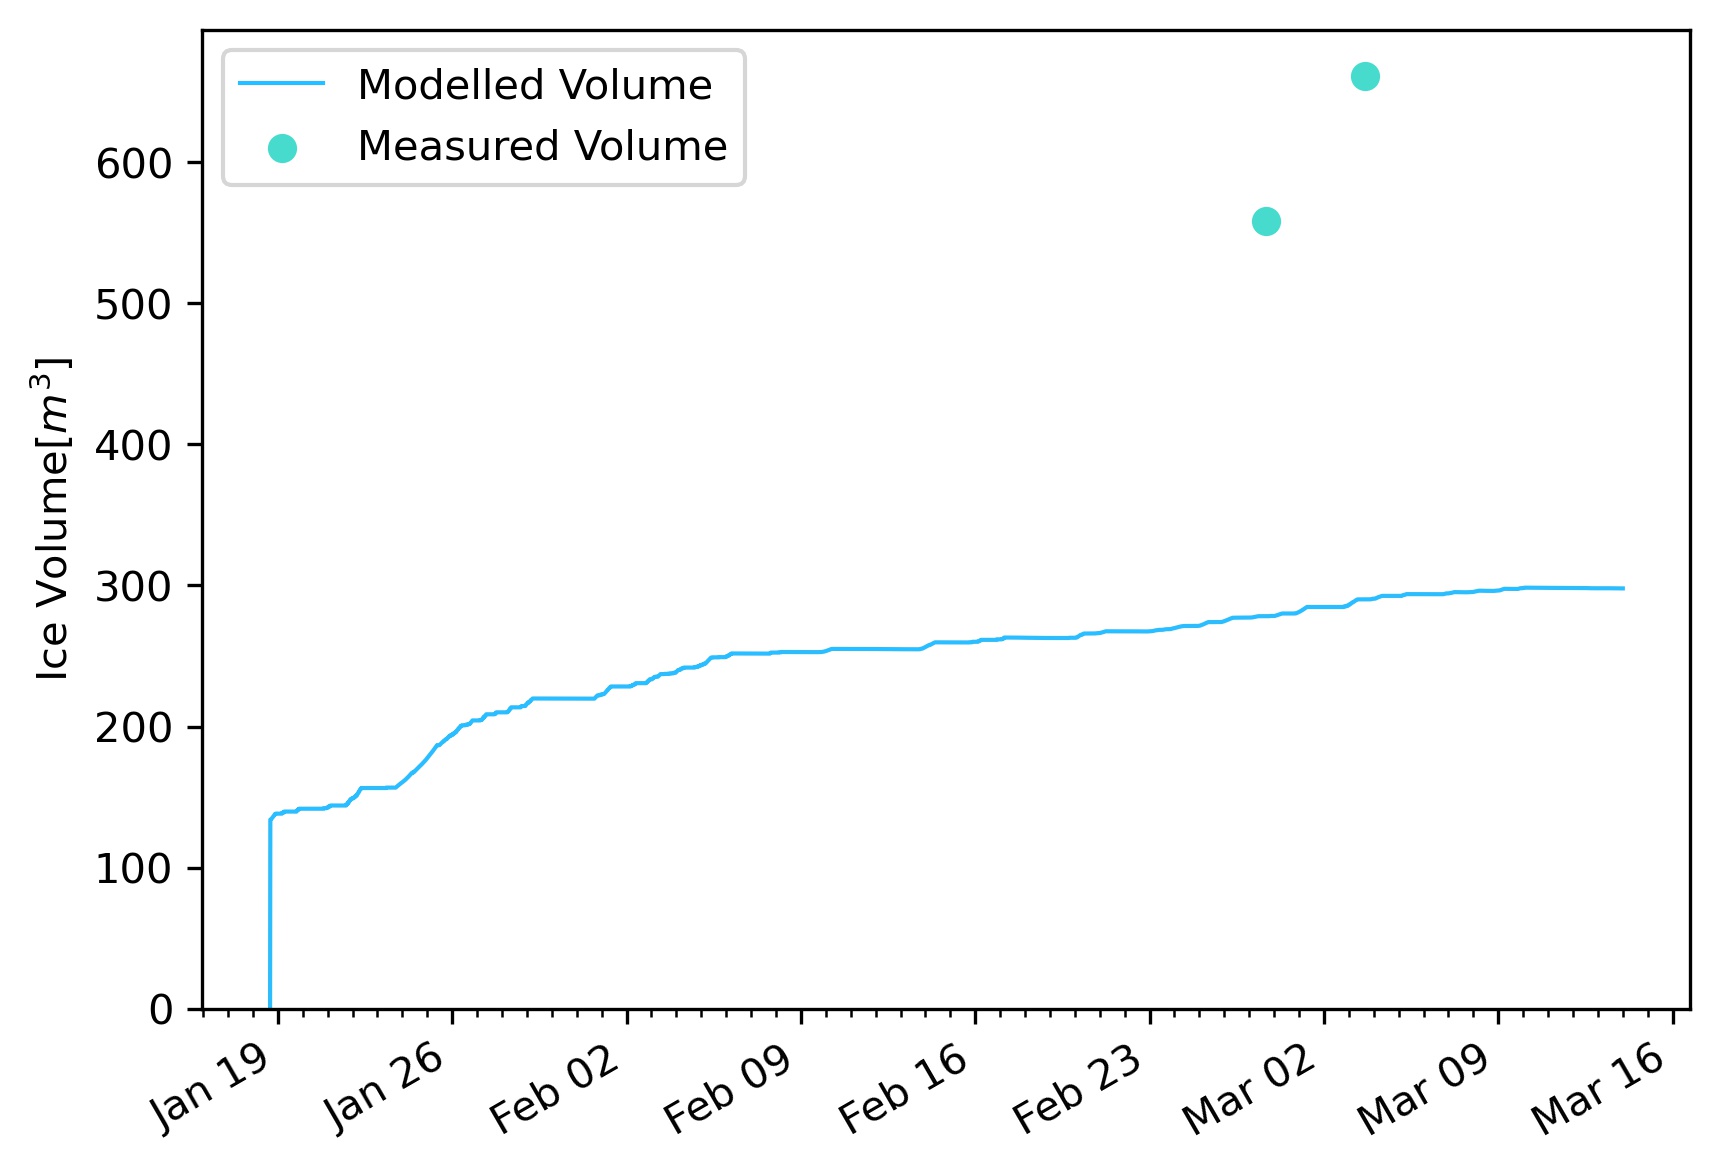 Modelled Volume
Measured Volume
Ice Volume[m³]
600
500
400
300
200
100
0
Jan 19
Jan 26
Feb 02
Feb 09
Feb 16
Feb 23
Mar 02
Mar 09
Mar 16